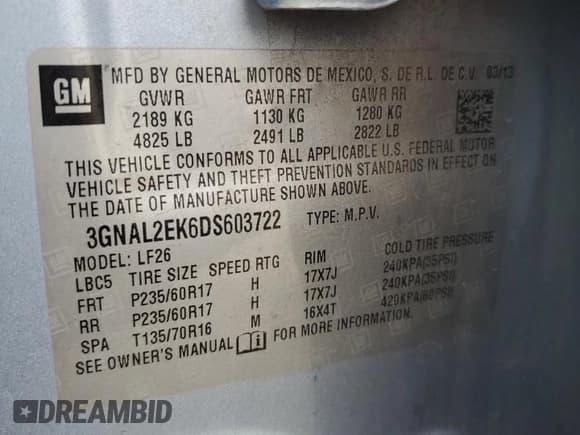 GM
MFD BY GENERAL MOTORS DE MEXICO, S. DE R.L. DE C.V. 03/13
GVWR GAWR FRT GAWR RR
2189 KG 1130 KG 1280 KG
4825 LB 2491 LB 2822 LB
THIS VEHICLE CONFORMS TO ALL APPLICABLE U.S. FEDERAL MOTOR
VEHICLE SAFETY AND THEFT PREVENTION STANDARDS IN EFFECT ON
THE DATE OF MANUFACTURE SHOWN ABOVE.
3GNAL2EK6DS603722 TYPE: M.P.V.
MODEL: LF26
LBC5 TIRE SIZE SPEED RTG RIM COLD TIRE PRESSURE
FRT P235/60R17 H 17X7J 240KPA(35PSI)
RR P235/60R17 H 17X7J 240KPA(35PSI)
SPA T135/70R16 M 16X4T 420KPA(60PSI)
SEE OWNER'S MANUAL FOR MORE INFORMATION.
DREAMBID